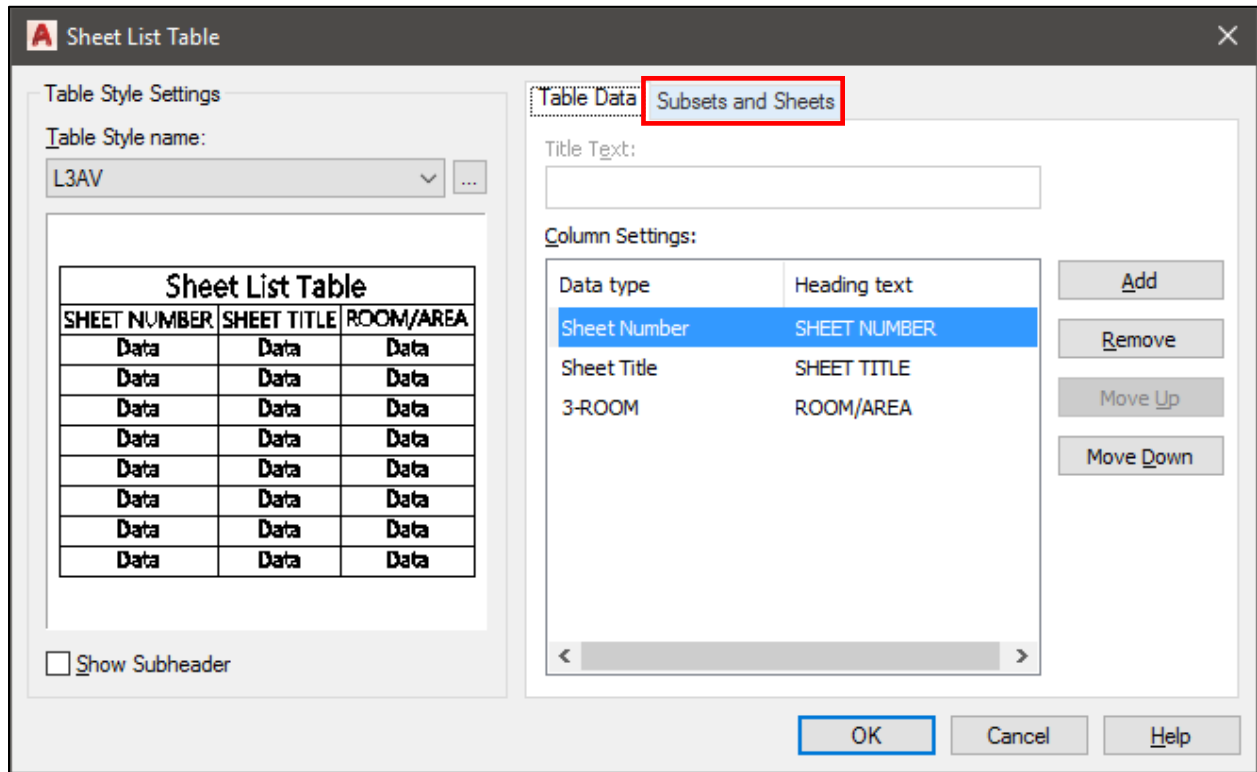 Sheet List Table
Table Style Settings
Table Style name:
L3AV
...
Sheet List Table
SHEET NUMBER SHEET TITLE ROOM/AREA
Data Data Data
Data Data Data
Data Data Data
Data Data Data
Data Data Data
Data Data Data
Data Data Data
Data Data Data
Show Subheader
Table Data Subsets and Sheets
Title Text:
Column Settings:
Data type Heading text
Sheet Number SHEET NUMBER
Sheet Title SHEET TITLE
3-ROOM ROOM/AREA
Add
Remove
Move Up
Move Down
OK Cancel Help